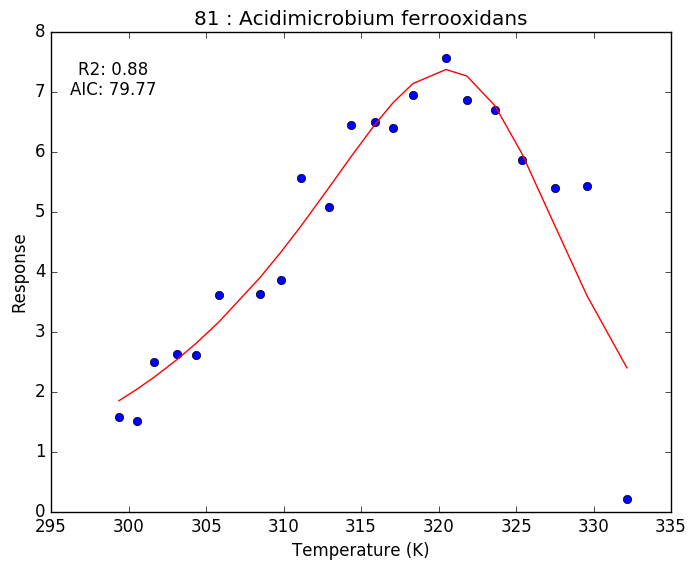 81 : Acidimicrobium ferrooxidans
R2: 0.88
AIC: 79.77
8
7
6
5
4
3
2
1
0
Response
295 300 305 310 315 320 325 330 335
Temperature (K)